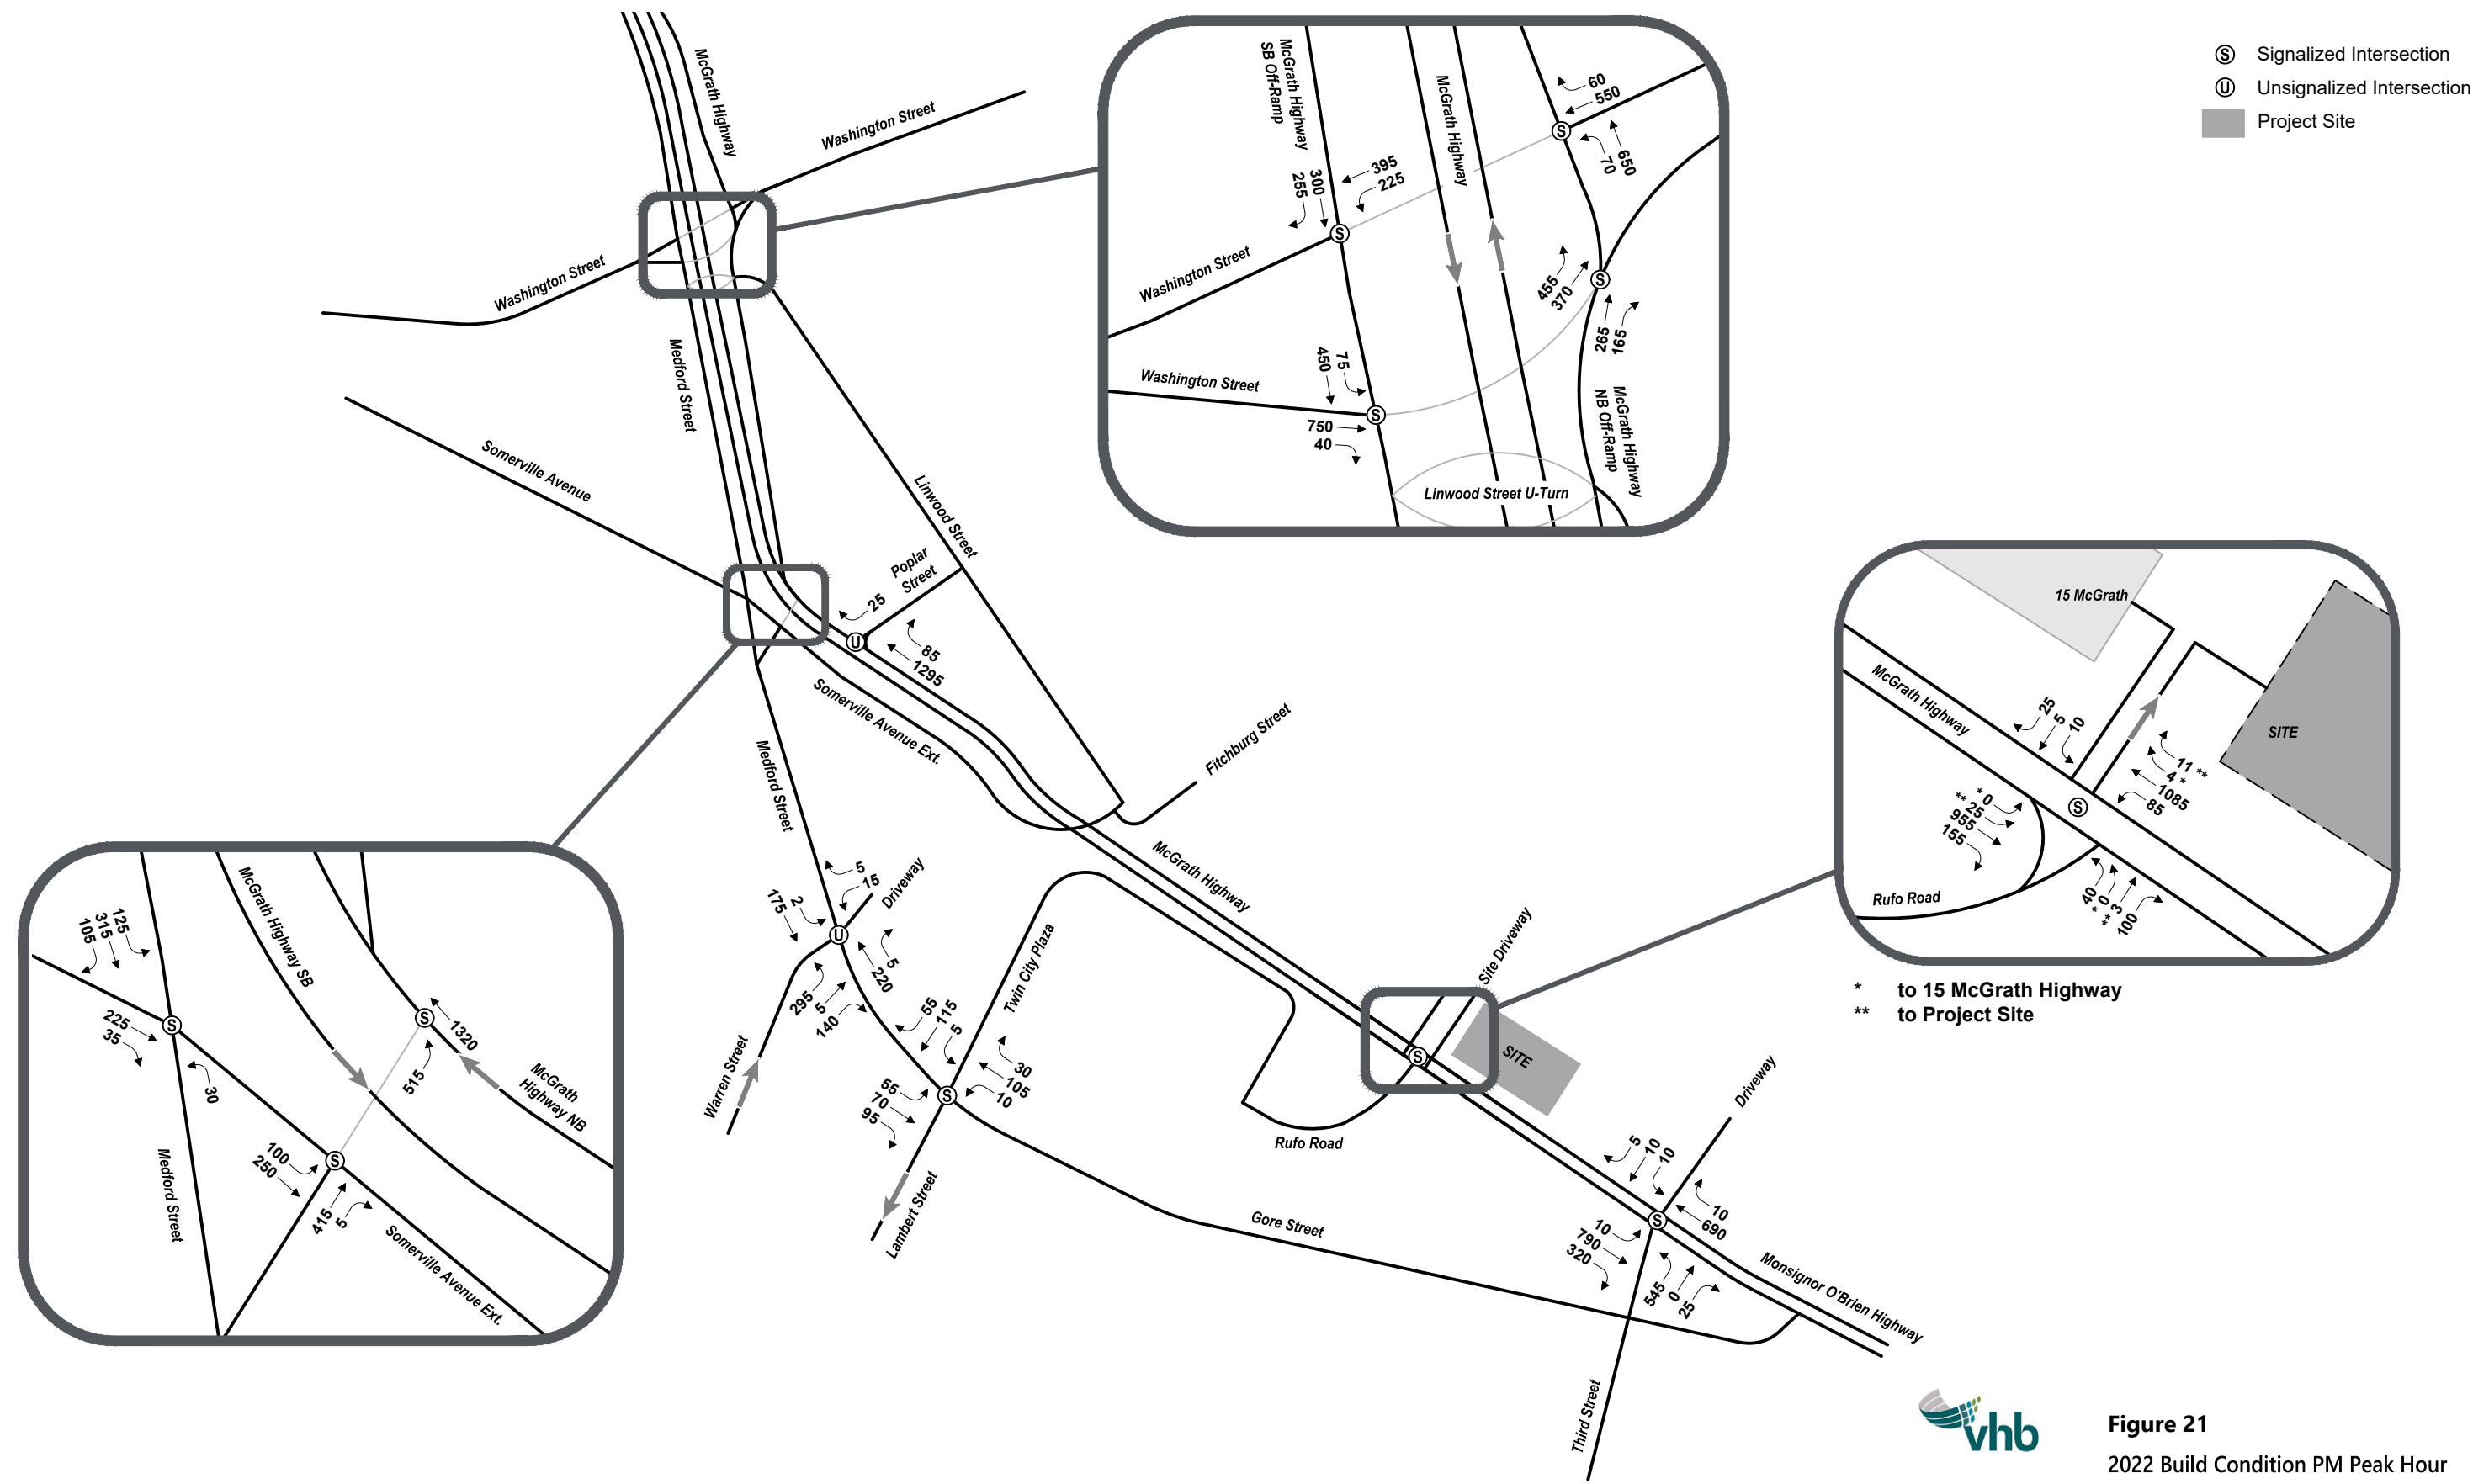 S Signalized Intersection
U Unsignalized Intersection
Project Site
McGrath Highway
Washington Street
Washington Street
Medford Street
Somerville Avenue
Linwood Street
Poplar
Street
25
U
85
1295
Somerville Avenue Ext.
Fitchburg Street
Medford Street
McGrath Highway
5
15
Driveway
2
175
U
5
220
295
5
140
Warren Street
55
115
5
Twin City Plaza
30
105
10
S
55
70
95
Lambert Street
Gore Street
Rufo Road
Site Driveway
S
SITE
Driveway
5
10
10
10
690
S
10
790
320
545
0
25
Monsignor O'Brien Highway
Third Street
McGrath Highway
SB Off-Ramp
McGrath Highway
60
550
S
650
70
395
225
300
255
S
Washington Street
455
370
S
265
165
McGrath Highway
NB Off-Ramp
75
450
Washington Street
S
750
40
Linwood Street U-Turn
15 McGrath
McGrath Highway
25
5
10
SITE
11 **
4 *
1085
85
S
* 0
** 25
955
155
Rufo Road
40
* 0
** 3
100
* to 15 McGrath Highway
** to Project Site
125
315
105
McGrath Highway SB
S
225
35
30
S
1320
515
McGrath
Highway NB
100
250
S
415
5
Medford Street
Somerville Avenue Ext.
vhb
Figure 21
2022 Build Condition PM Peak Hour